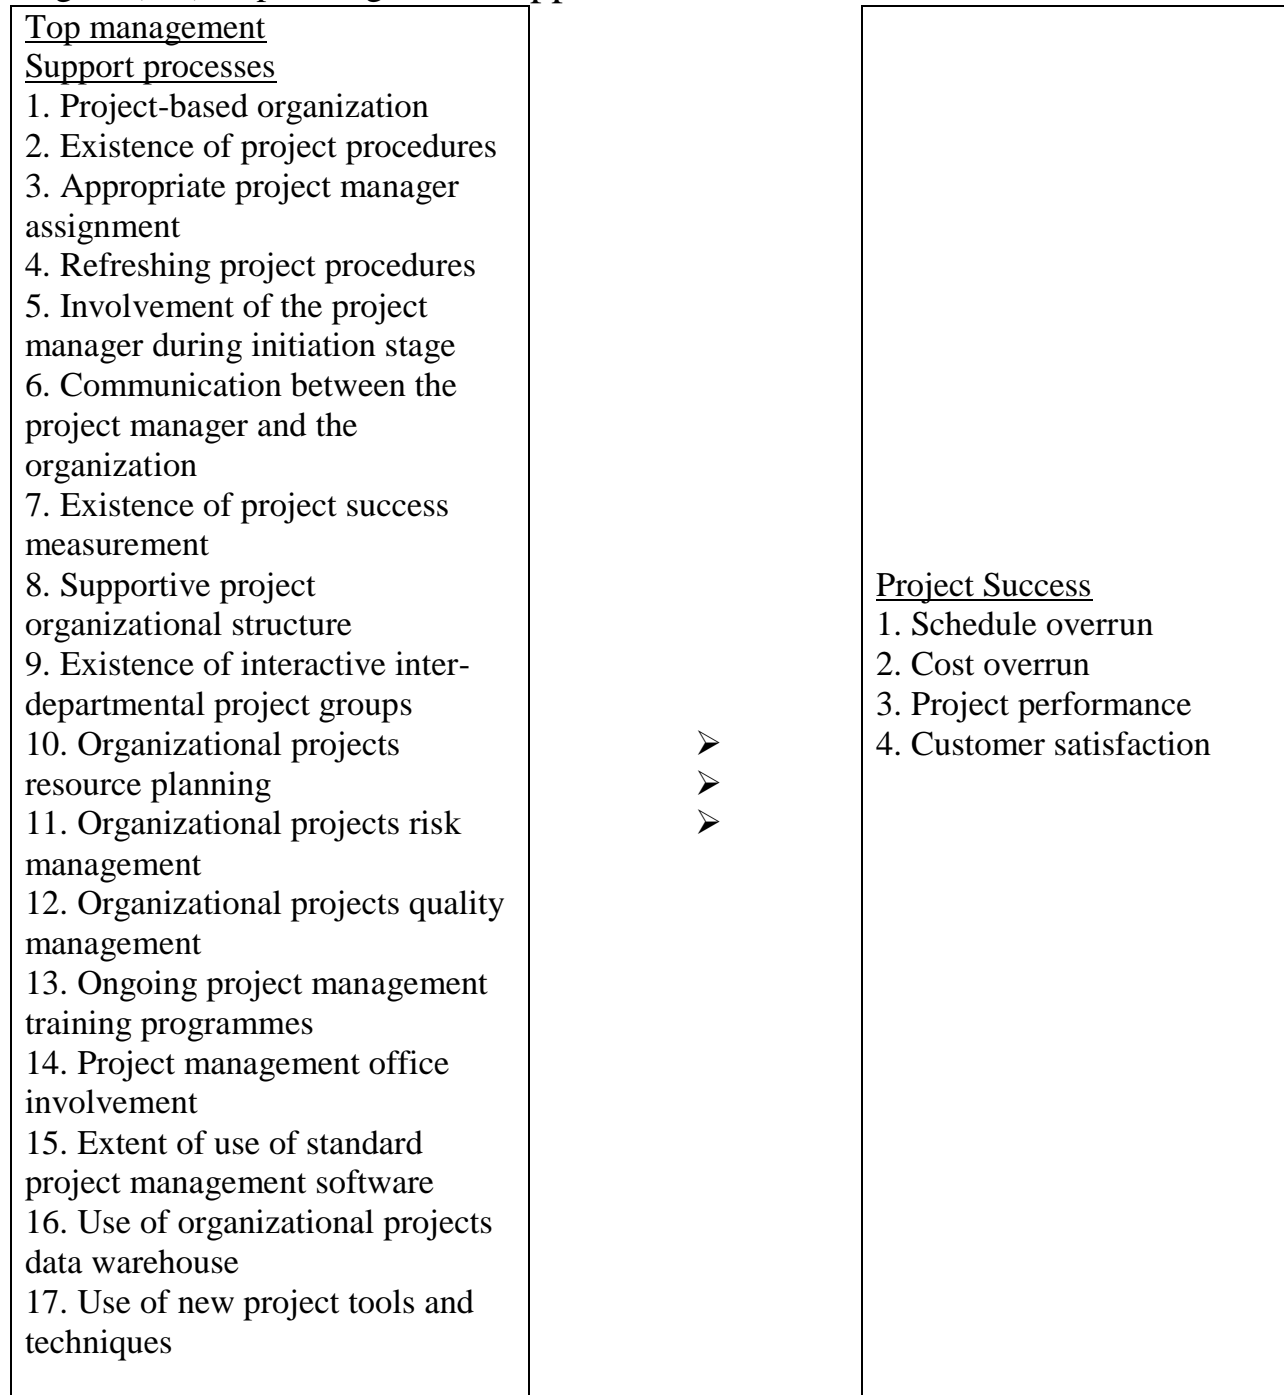 Top management
Support processes
1. Project-based organization
2. Existence of project procedures
3. Appropriate project manager
assignment
4. Refreshing project procedures
5. Involvement of the project
manager during initiation stage
6. Communication between the
project manager and the
organization
7. Existence of project success
measurement
8. Supportive project
organizational structure
9. Existence of interactive inter-
departmental project groups
10. Organizational projects
resource planning
11. Organizational projects risk
management
12. Organizational projects quality
management
13. Ongoing project management
training programmes
14. Project management office
involvement
15. Extent of use of standard
project management software
16. Use of organizational projects
data warehouse
17. Use of new project tools and
techniques
➢
➢
➢
Project Success
1. Schedule overrun
2. Cost overrun
3. Project performance
4. Customer satisfaction